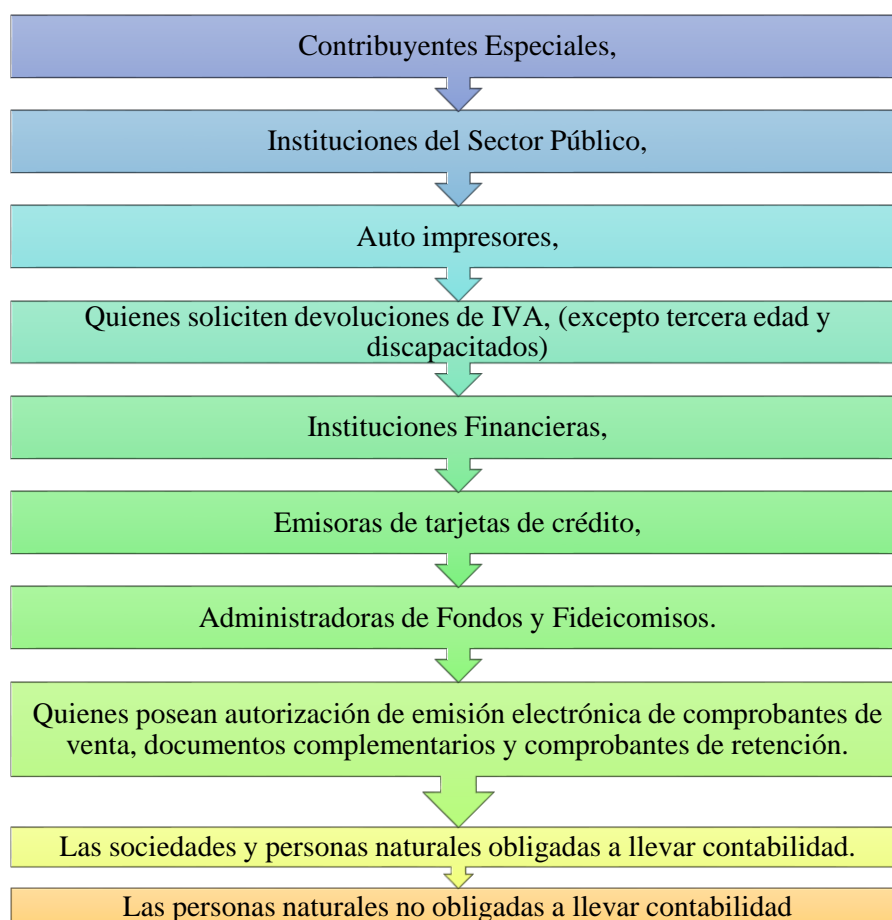 Contribuyentes Especiales,
Instituciones del Sector Público,
Auto impresores,
Quienes soliciten devoluciones de IVA, (excepto tercera edad y
discapacitados)
Instituciones Financieras,
Emisoras de tarjetas de crédito,
Administradoras de Fondos y Fideicomisos.
Quienes posean autorización de emisión electrónica de comprobantes de
venta, documentos complementarios y comprobantes de retención.
Las sociedades y personas naturales obligadas a llevar contabilidad.
Las personas naturales no obligadas a llevar contabilidad